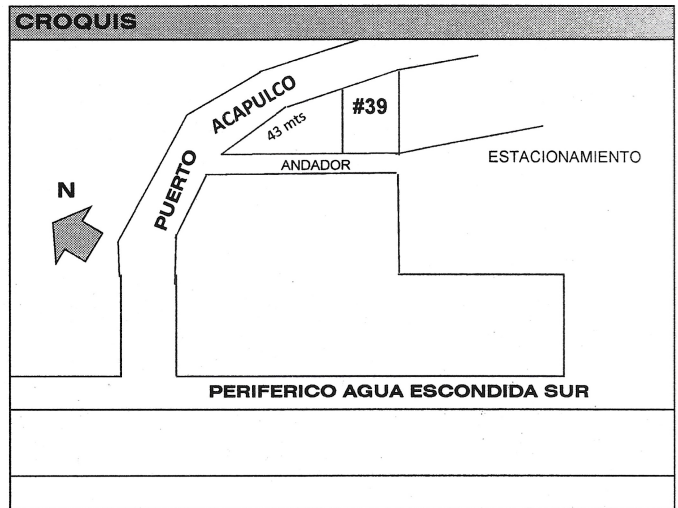 CROQUIS
PUERTO ACAPULCO
43 mts
#39
ANDADOR
ESTACIONAMIENTO
N
PERIFERICO AGUA ESCONDIDA SUR